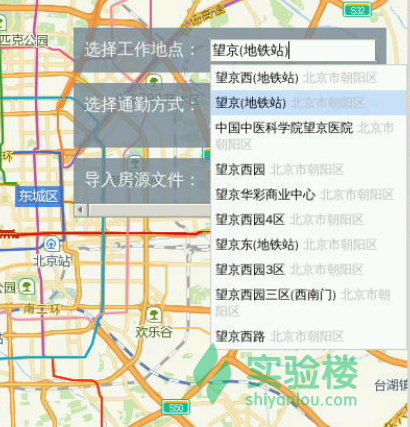 S32
匹克公园
选择工作地点：
望京(地铁站)
望京西(地铁站) 北京市朝阳区
望京(地铁站) 北京市朝阳区
选择通勤方式：
中国中医科学院望京医院 北京市
朝阳区
望京西园 北京市朝阳区
导入房源文件：
望京华彩商业中心 北京市朝阳区
东城区
望京西园4区 北京市朝阳区
望京东(地铁站) 北京市朝阳区
北京站
望京西园3区 北京市朝阳区
公园
望京西园三区(西南门) 北京市朝
阳区
南二环
欢乐谷
望京西路 北京市朝阳区
实验楼
shiyanlou.com
台湖镇
S50